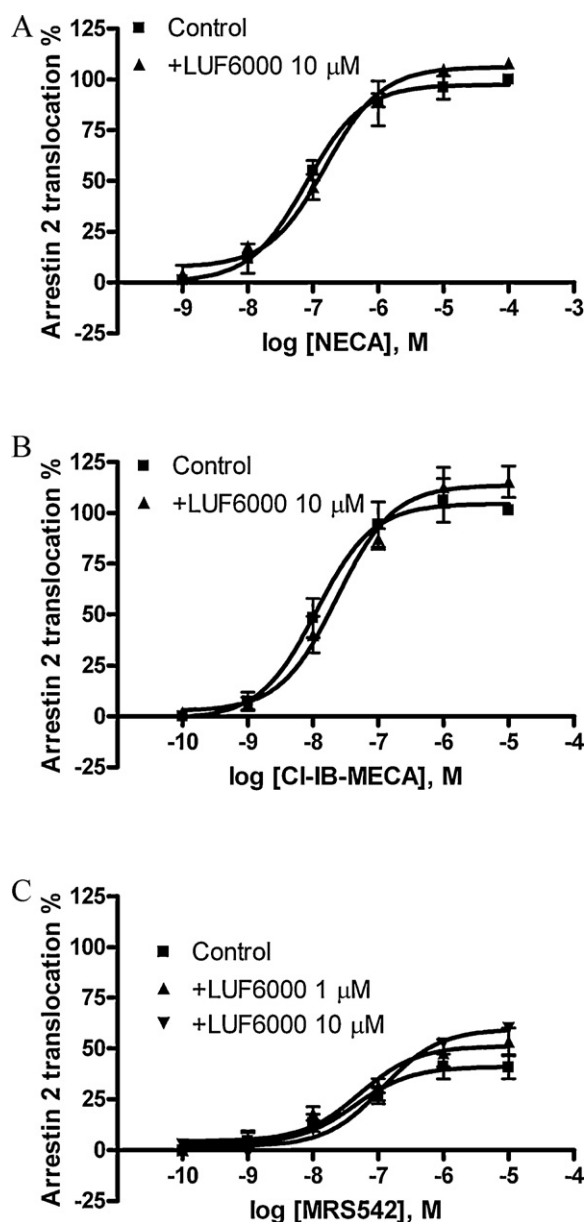 A
Control
+LUF6000 10 μM
Arrestin 2 translocation %
125
100
75
50
25
0
-25
-9 -8 -7 -6 -5 -4 -3
log [NECA], M
B
Control
+LUF6000 10 μM
Arrestin 2 translocation %
125
100
75
50
25
0
-25
-10 -9 -8 -7 -6 -5 -4
log [Cl-IB-MECA], M
C
Control
+LUF6000 1 μM
+LUF6000 10 μM
Arrestin 2 translocation %
125
100
75
50
25
0
-25
-10 -9 -8 -7 -6 -5 -4
log [MRS542], M